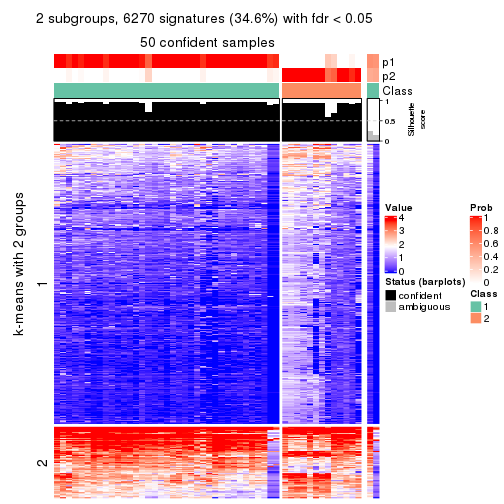 2 subgroups, 6270 signatures (34.6%) with fdr < 0.05
50 confident samples
p1
p2
Class
1
0.5
0
Silhouette
score
k-means with 2 groups
1
2
Value
4
3
2
1
0
Prob
1
0.8
0.6
0.4
0.2
0
Status (barplots)
confident
ambiguous
Class
1
2